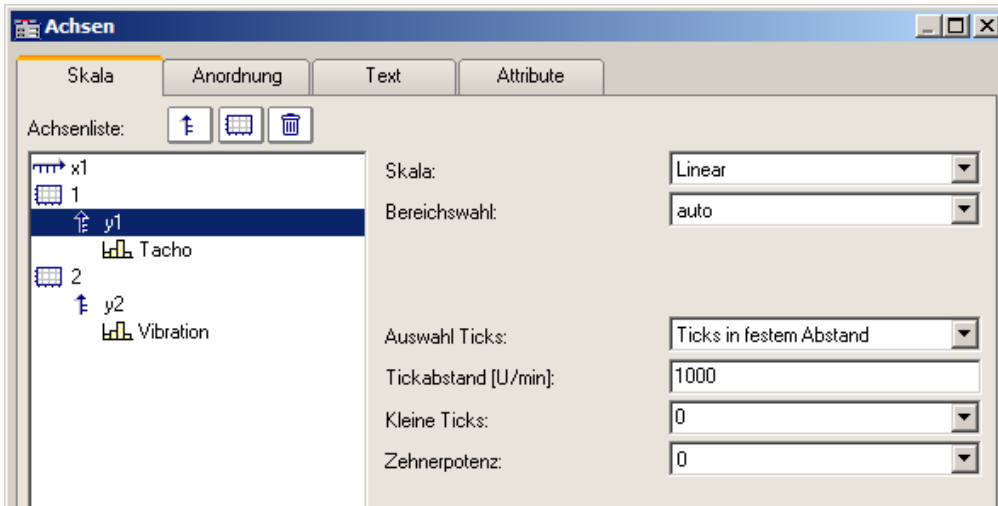 Achsen
Skala Anordnung Text Attribute
Achsenliste:
x1
1
y1
Tacho
2
y2
Vibration
Skala: Linear
Bereichswahl: auto
Auswahl Ticks: Ticks in festem Abstand
Tickabstand [U/min]: 1000
Kleine Ticks: 0
Zehnerpotenz: 0